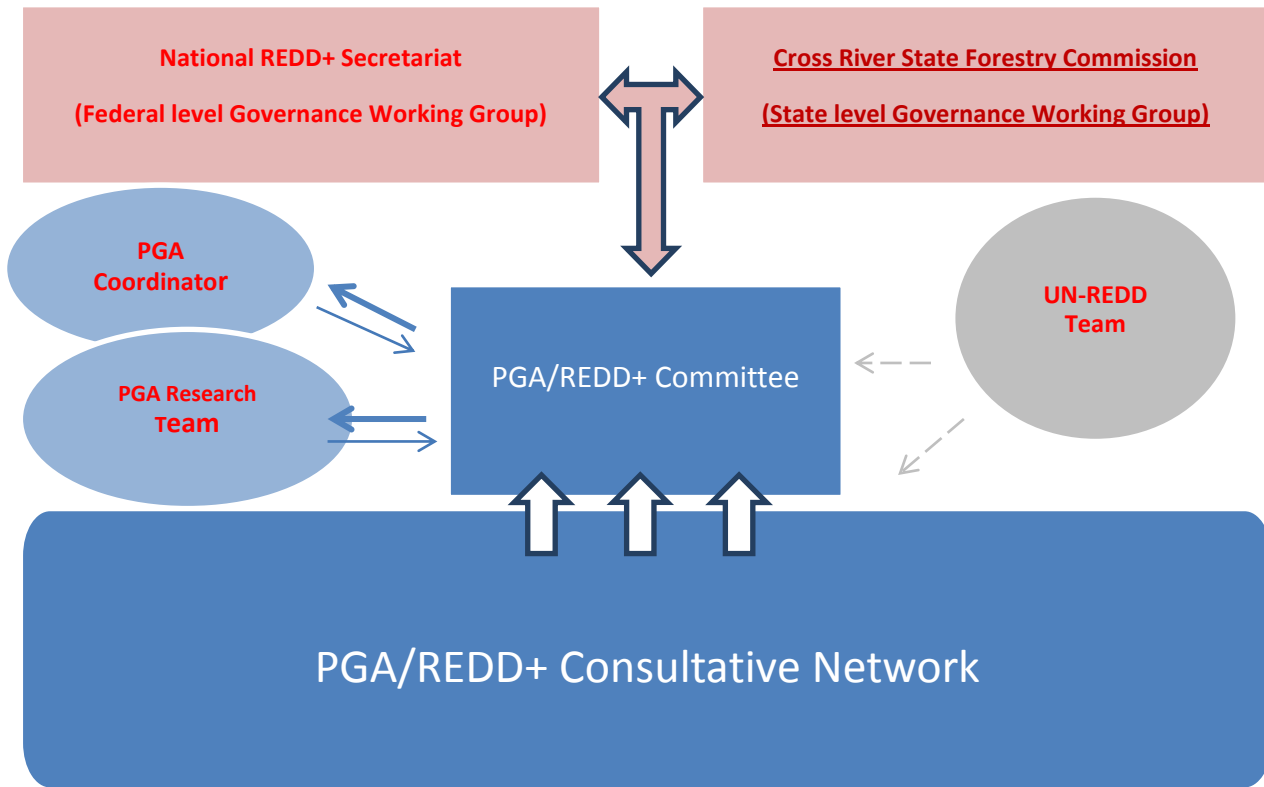 National REDD+ Secretariat
(Federal level Governance Working Group)
Cross River State Forestry Commission
(State level Governance Working Group)
PGA
Coordinator
UN-REDD
Team
PGA/REDD+ Committee
PGA Research
Team
PGA/REDD+ Consultative Network